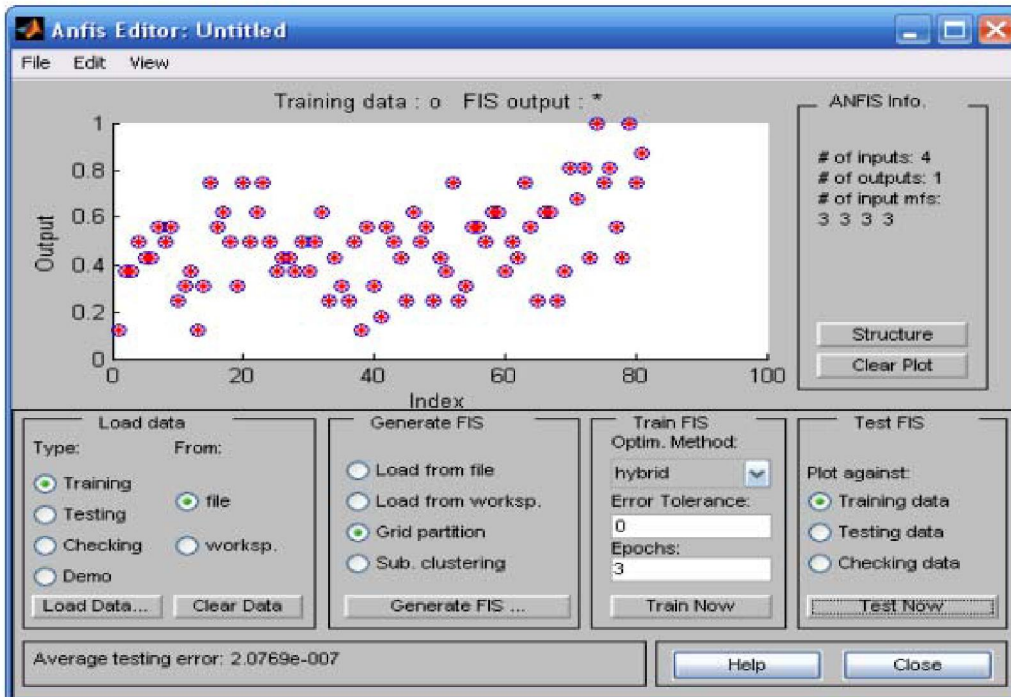 Anfis Editor: Untitled
File Edit View
Training data : o FIS output : *
ANFIS Info.
# of inputs: 4
# of outputs: 1
# of input mfs:
3 3 3 3
Structure
Clear Plot
Output
1
0.8
0.6
0.4
0.2
0
0 20 40 60 80 100
Index
Load data
Type: From:
Training
Testing
Checking
Demo
file
worksp.
Load Data... Clear Data
Generate FIS
Load from file
Load from worksp.
Grid partition
Sub. clustering
Generate FIS ...
Train FIS
Optim. Method:
hybrid
Error Tolerance:
0
Epochs:
3
Train Now
Test FIS
Plot against:
Training data
Testing data
Checking data
Test Now
Average testing error: 2.0769e-007
Help Close